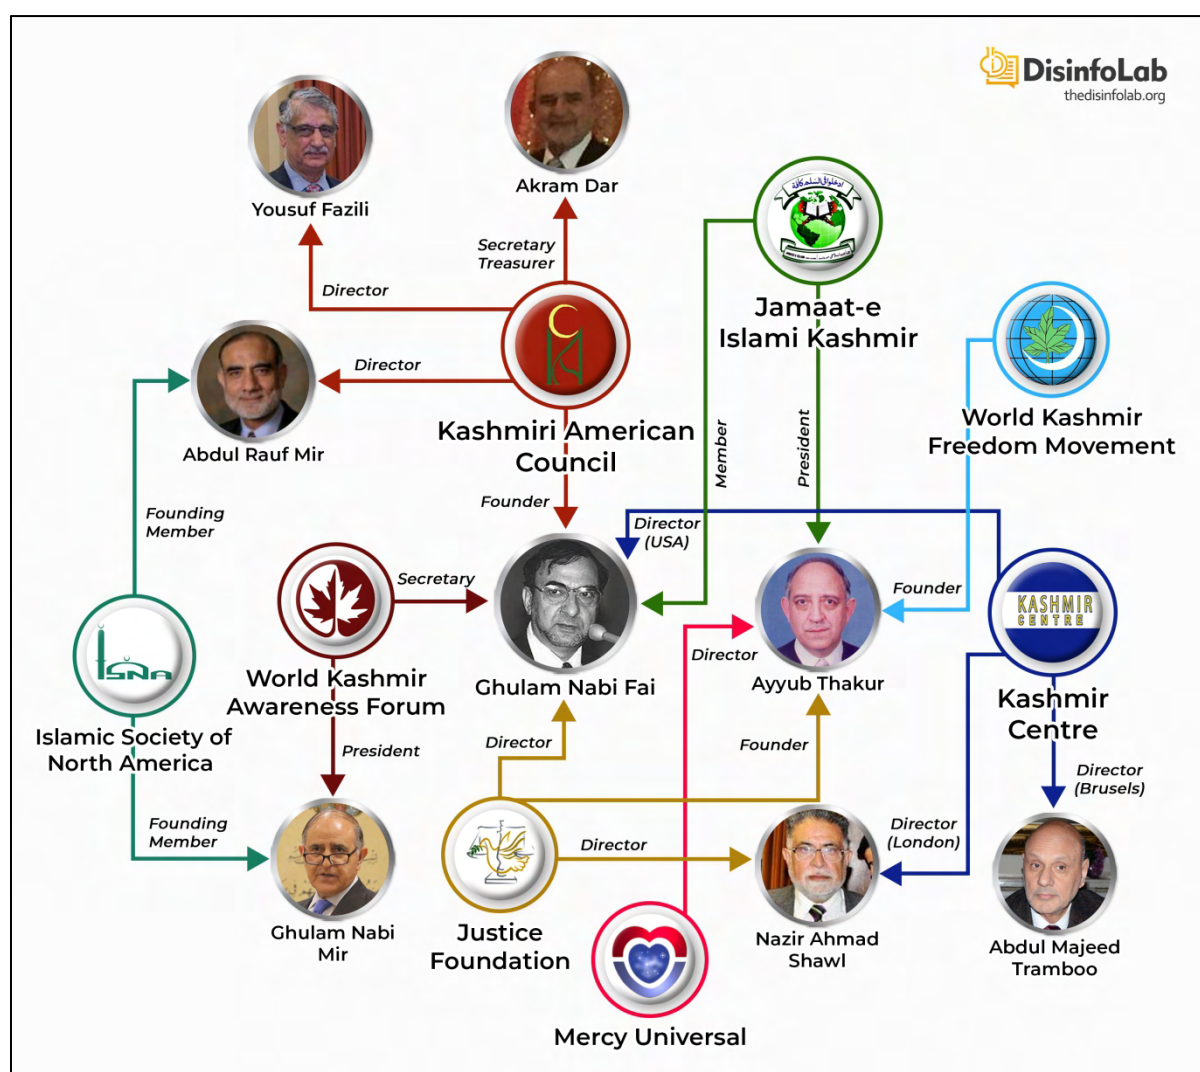 DisinfoLab
thedisinfolab.org
Yousuf Fazili
Akram Dar
Secretary
Treasurer
Director
Jamaat-e
Islami Kashmir
Director
Abdul Rauf Mir
Kashmiri American
Council
World Kashmir
Freedom Movement
Founder
Member
President
Founding
Member
Director
(USA)
Secretary
Founder
KASHMIR
CENTRE
ISNA
World Kashmir
Awareness Forum
Ghulam Nabi Fai
Director
Ayyub Thakur
Kashmir
Centre
Islamic Society of
North America
President
Director
Founder
Director
(Brusels)
Founding
Member
Director
Director
(London)
Ghulam Nabi
Mir
Justice
Foundation
Nazir Ahmad
Shawl
Abdul Majeed
Tramboo
Mercy Universal